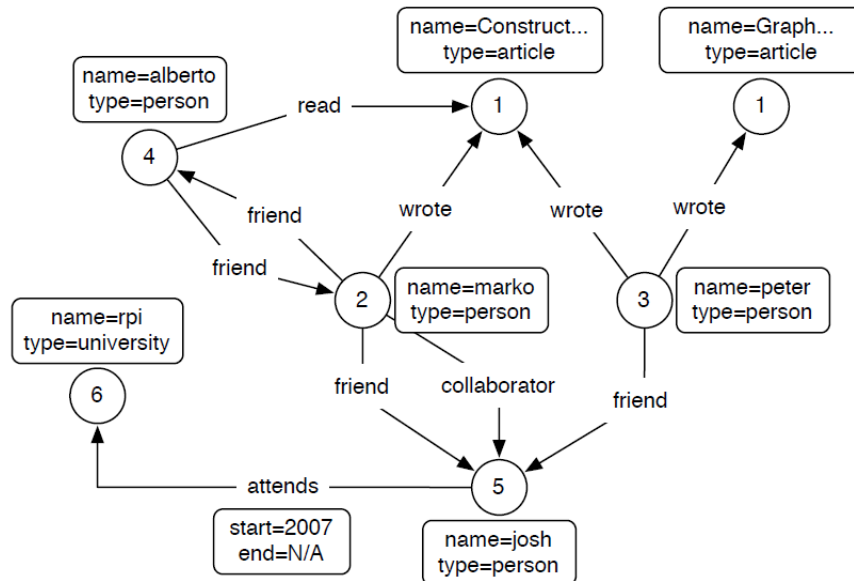 name=Construct...
type=article
name=Graph...
type=article
name=alberto
type=person
read
1
1
4
friend
wrote
wrote
wrote
friend
2
name=marko
type=person
3
name=peter
type=person
name=rpi
type=university
6
friend
collaborator
friend
attends
5
start=2007
end=N/A
name=josh
type=person